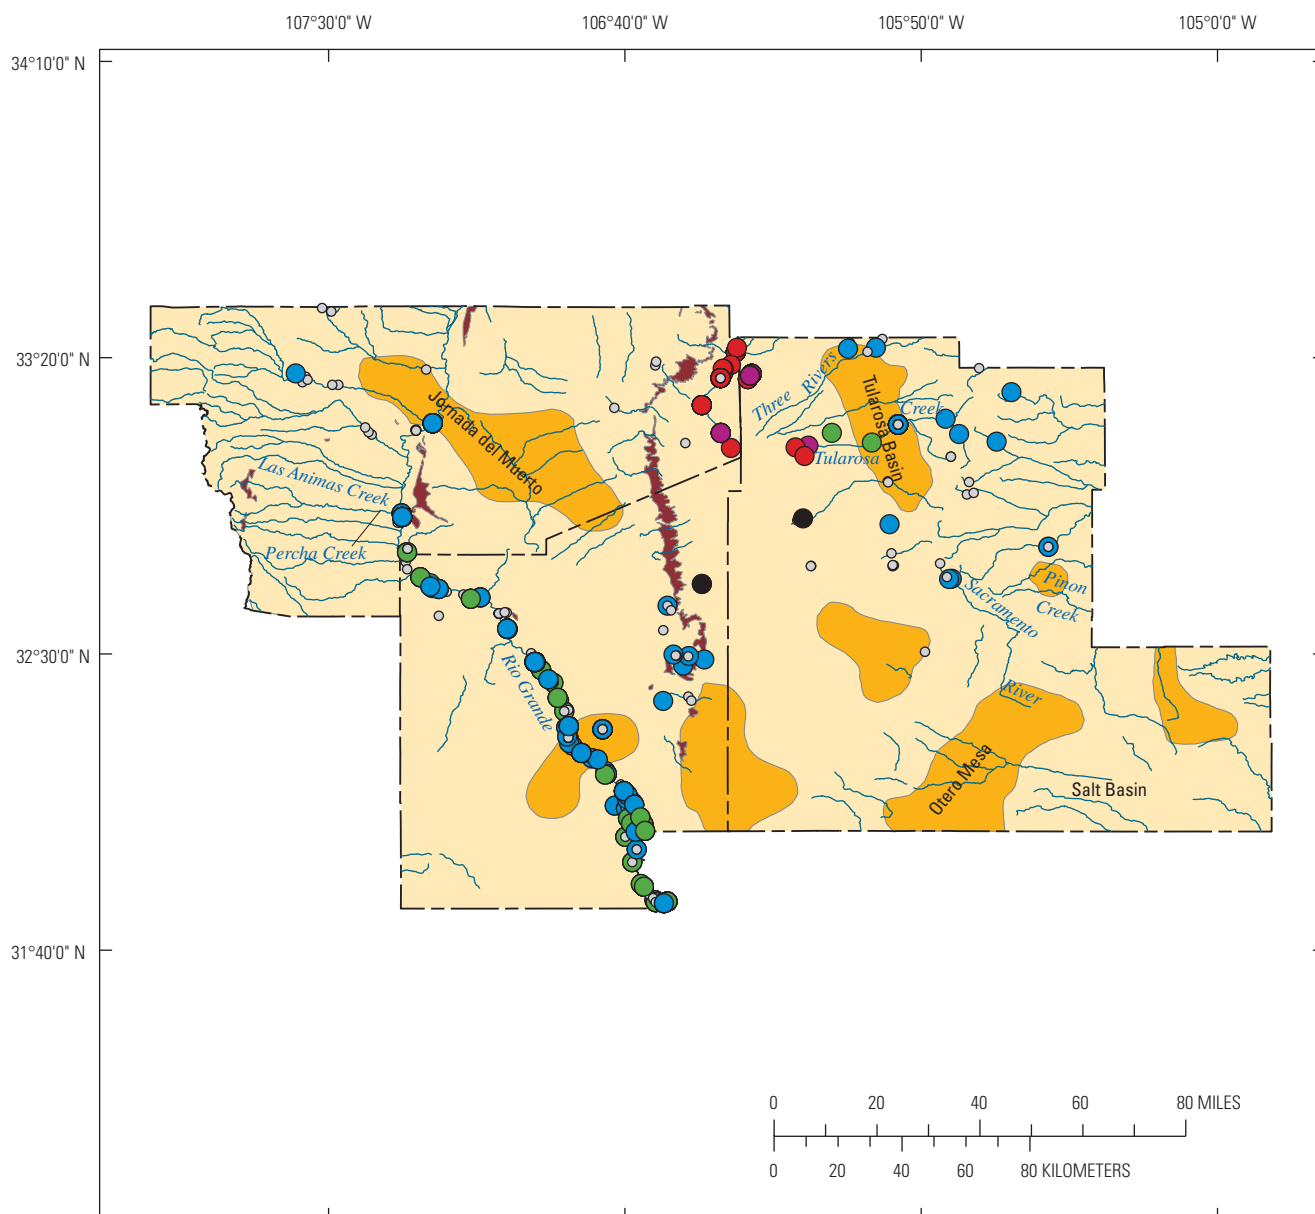 107°30'0" W
106°40'0" W
105°50'0" W
105°0'0" W
34°10'0" N
33°20'0" N
32°30'0" N
31°40'0" N
Three
Rivers
Tularosa Basin
Creek
Jornada del Muerto
Tularosa
Las Animas Creek
Percha Creek
Pinon
Creek
Sacramento
River
Rio Grande
Otero Mesa
Salt Basin
0 20 40 60 80 MILES
0 20 40 60 80 KILOMETERS